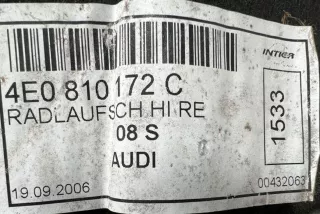 INTIER
4E0 810 172 C
RADLAUFSCH HI RE
08 S
AUDI
1533
19.09.2006
00432063